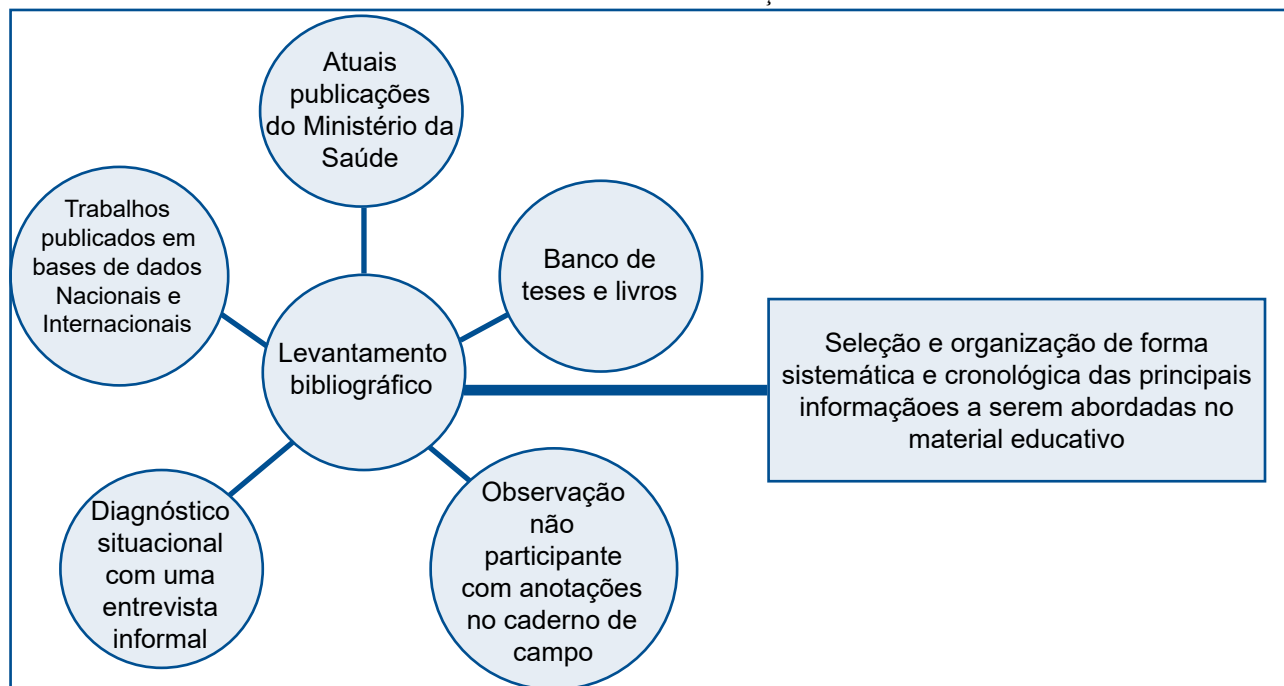 Atuais
publicações
do Ministério da
Saúde
Trabalhos
publicados em
bases de dados
Nacionais e
Internacionais
Banco de
teses e livros
Levantamento
bibliográfico
Seleção e organização de forma
sistemática e cronológica das principais
informaçãoes a serem abordadas no
material educativo
Diagnóstico
situacional
com uma
entrevista
informal
Observação
não
participante
com anotações
no caderno de
campo